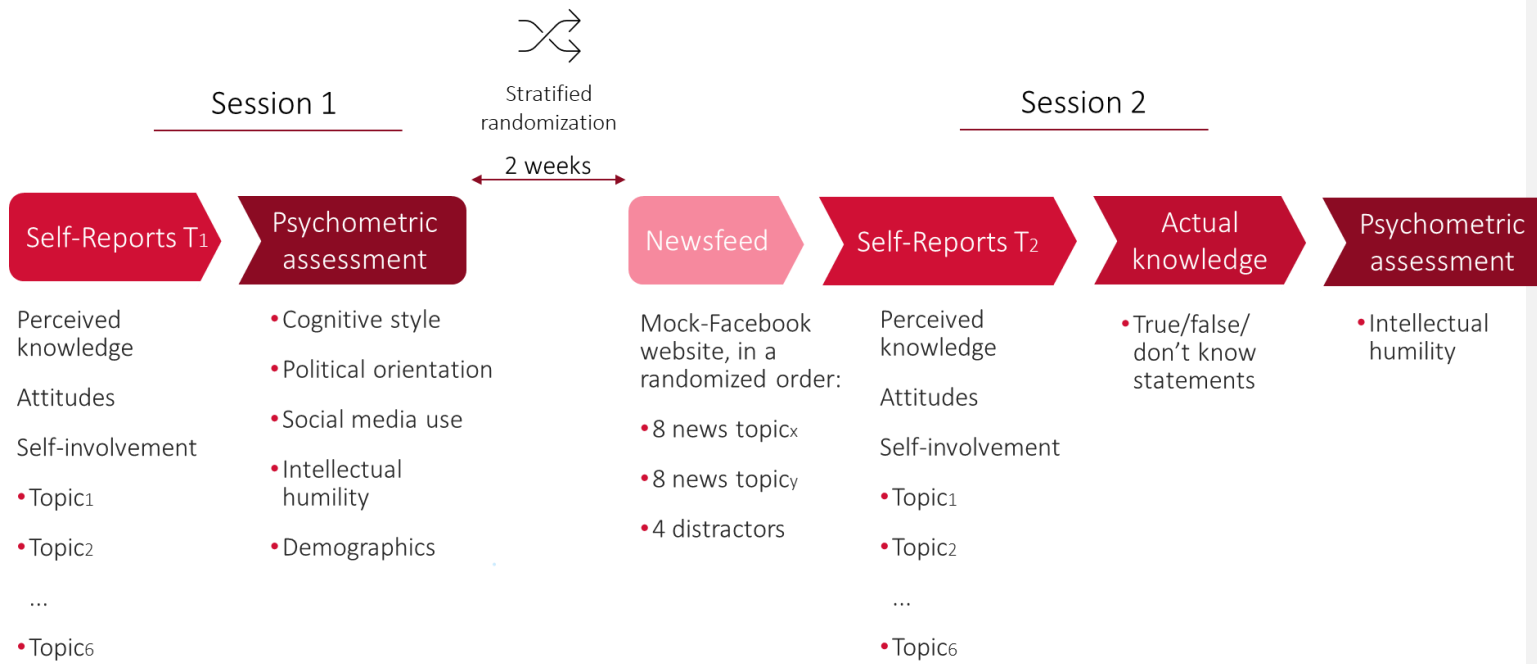 Session 1
Stratified
randomization
2 weeks
Session 2
Self-Reports T1
Psychometric
assessment
Newsfeed
Self-Reports T2
Actual
knowledge
Psychometric
assessment
Perceived
knowledge
Attitudes
Self-involvement
•Topic1
•Topic2
...
•Topic6
•Cognitive style
•Political orientation
•Social media use
•Intellectual
humility
•Demographics
Mock-Facebook
website, in a
randomized order:
•8 news topicx
•8 news topicy
•4 distractors
Perceived
knowledge
Attitudes
Self-involvement
•Topic1
•Topic2
...
•Topic6
•True/false/
don’t know
statements
•Intellectual
humility